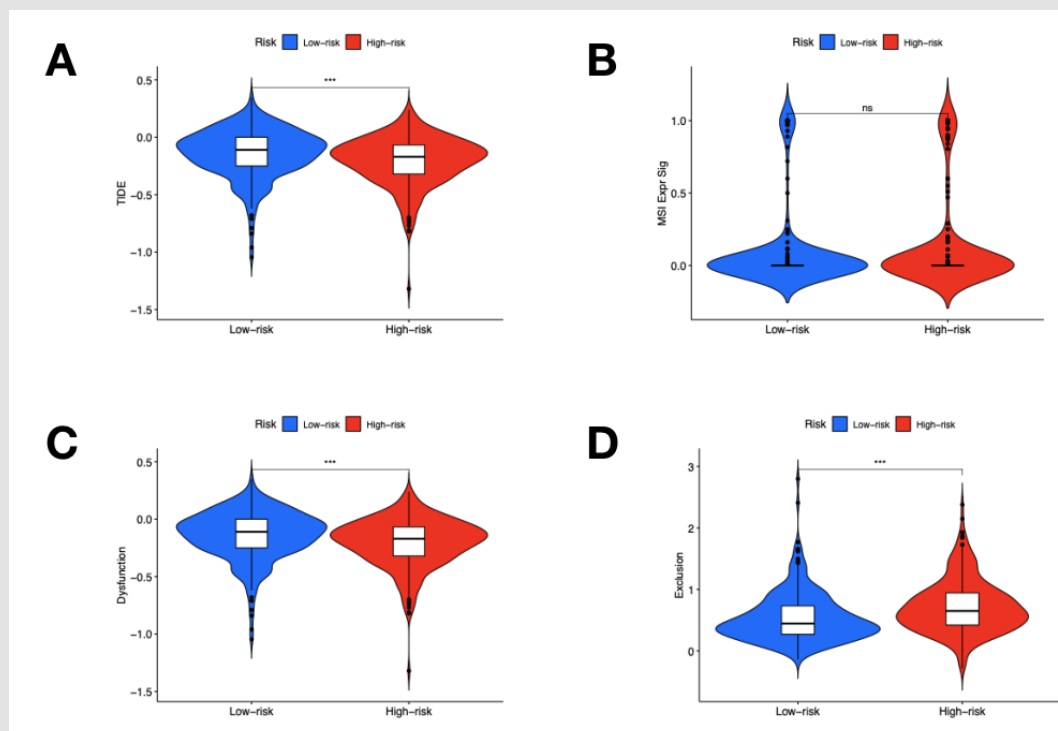 A
Risk Low-risk High-risk
***
TIDE
0.5
0.0
-0.5
-1.0
-1.5
Low-risk High-risk
B
Risk Low-risk High-risk
ns
MSI Expr Sig
1.0
0.5
0.0
Low-risk High-risk
C
Risk Low-risk High-risk
***
Dysfunction
0.5
0.0
-0.5
-1.0
-1.5
Low-risk High-risk
D
Risk Low-risk High-risk
***
Exclusion
3
2
1
0
Low-risk High-risk